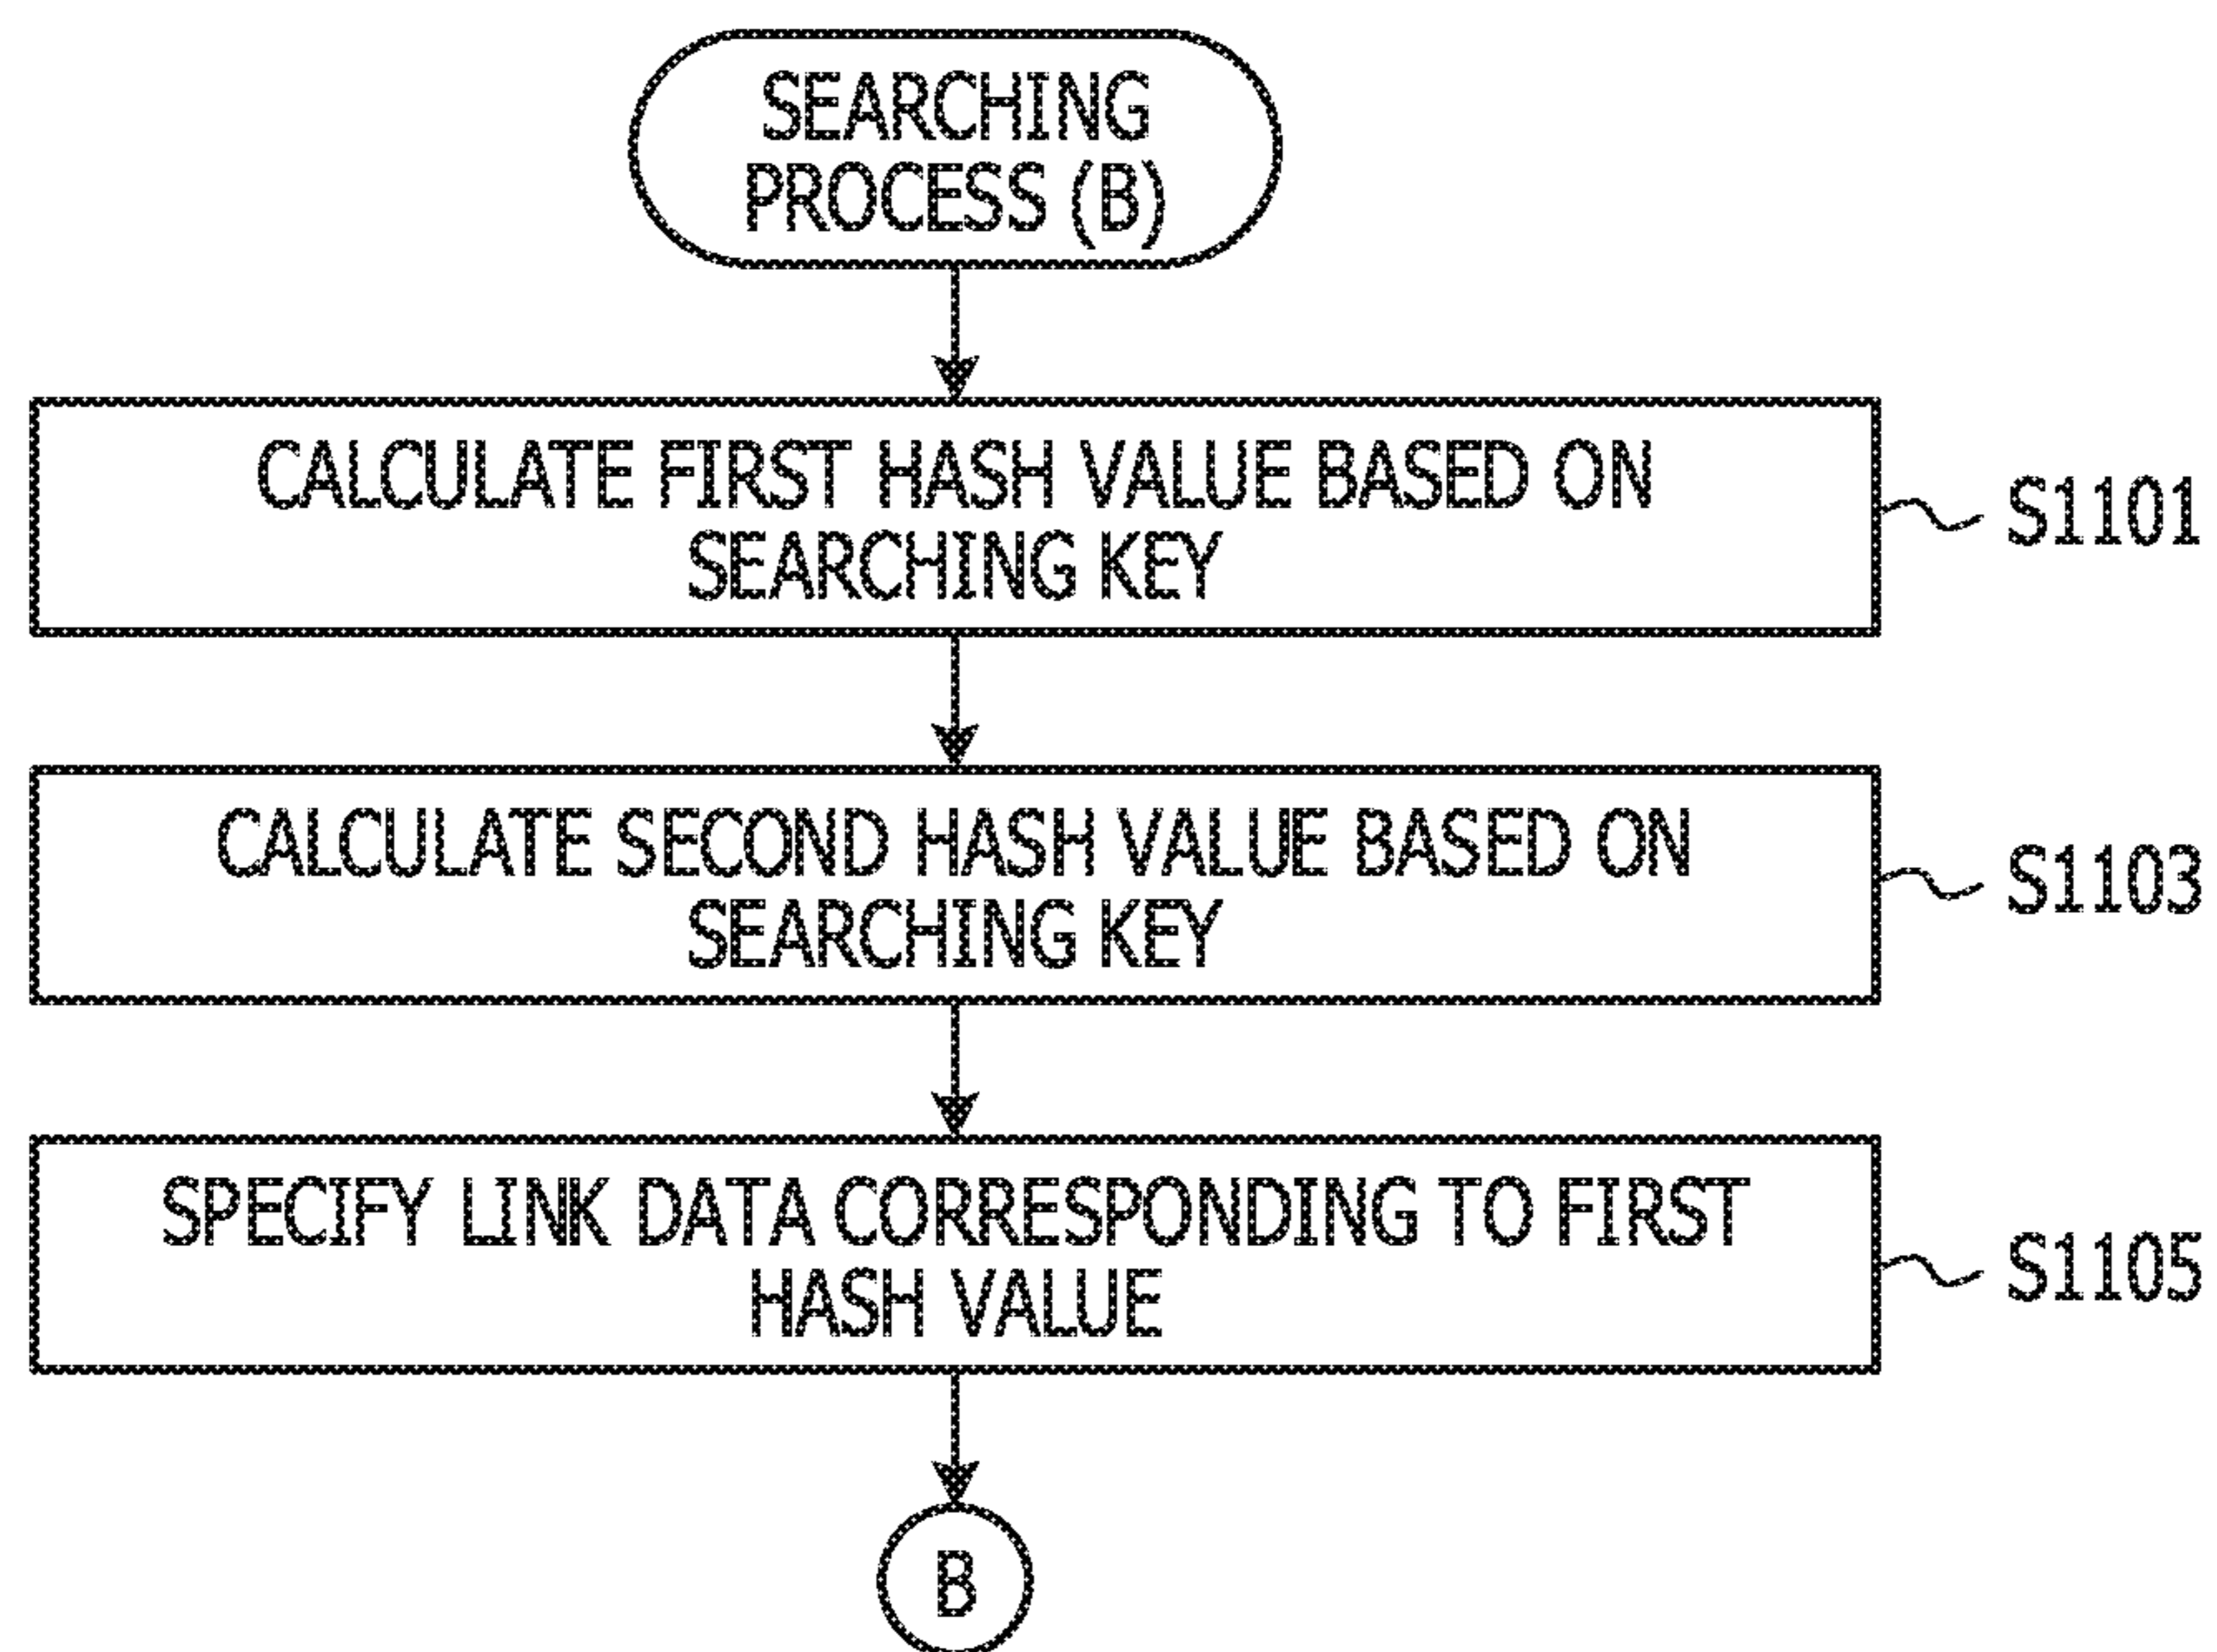 SEARCHING
PROCESS (B)
CALCULATE FIRST HASH VALUE BASED ON
SEARCHING KEY
S1101
CALCULATE SECOND HASH VALUE BASED ON
SEARCHING KEY
S1103
SPECIFY LINK DATA CORRESPONDING TO FIRST
HASH VALUE
S1105
B